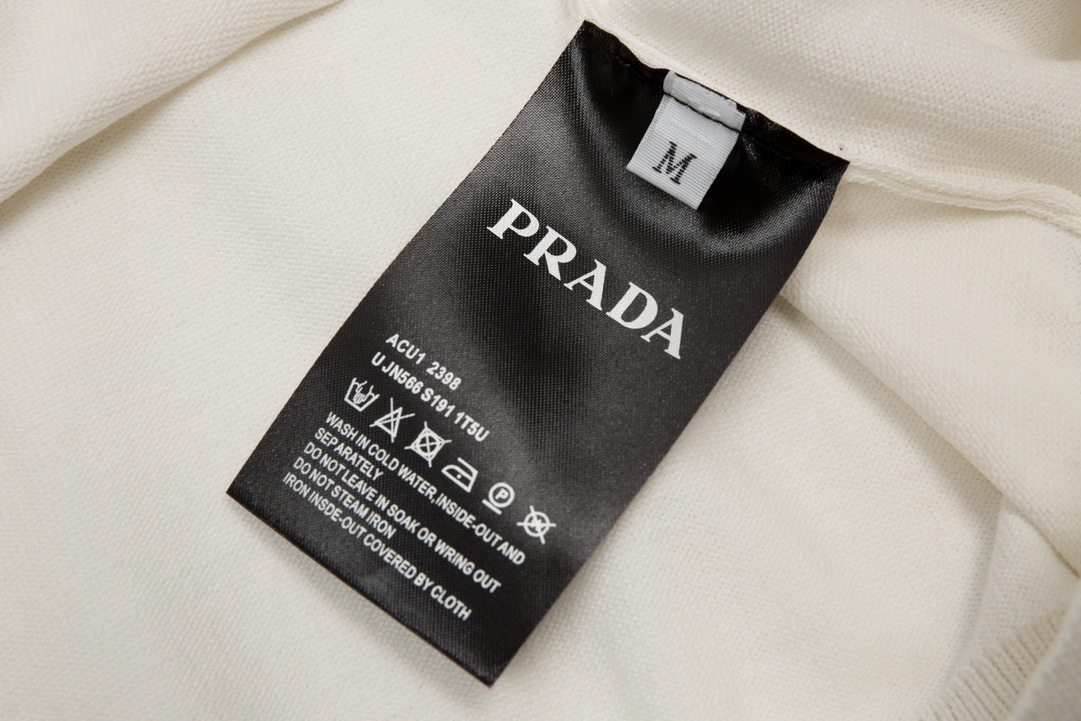 M
PRADA
ACU1 2398
UJN566 S191 1T5U
P
W
WASH IN COLD WATER,INSIDE-OUT AND
SEPARATELY
DO NOT LEAVE IN SOAK OR WRING OUT
DO NOT STEAM IRON
IRON INSDE-OUT COVERED BY CLOTH